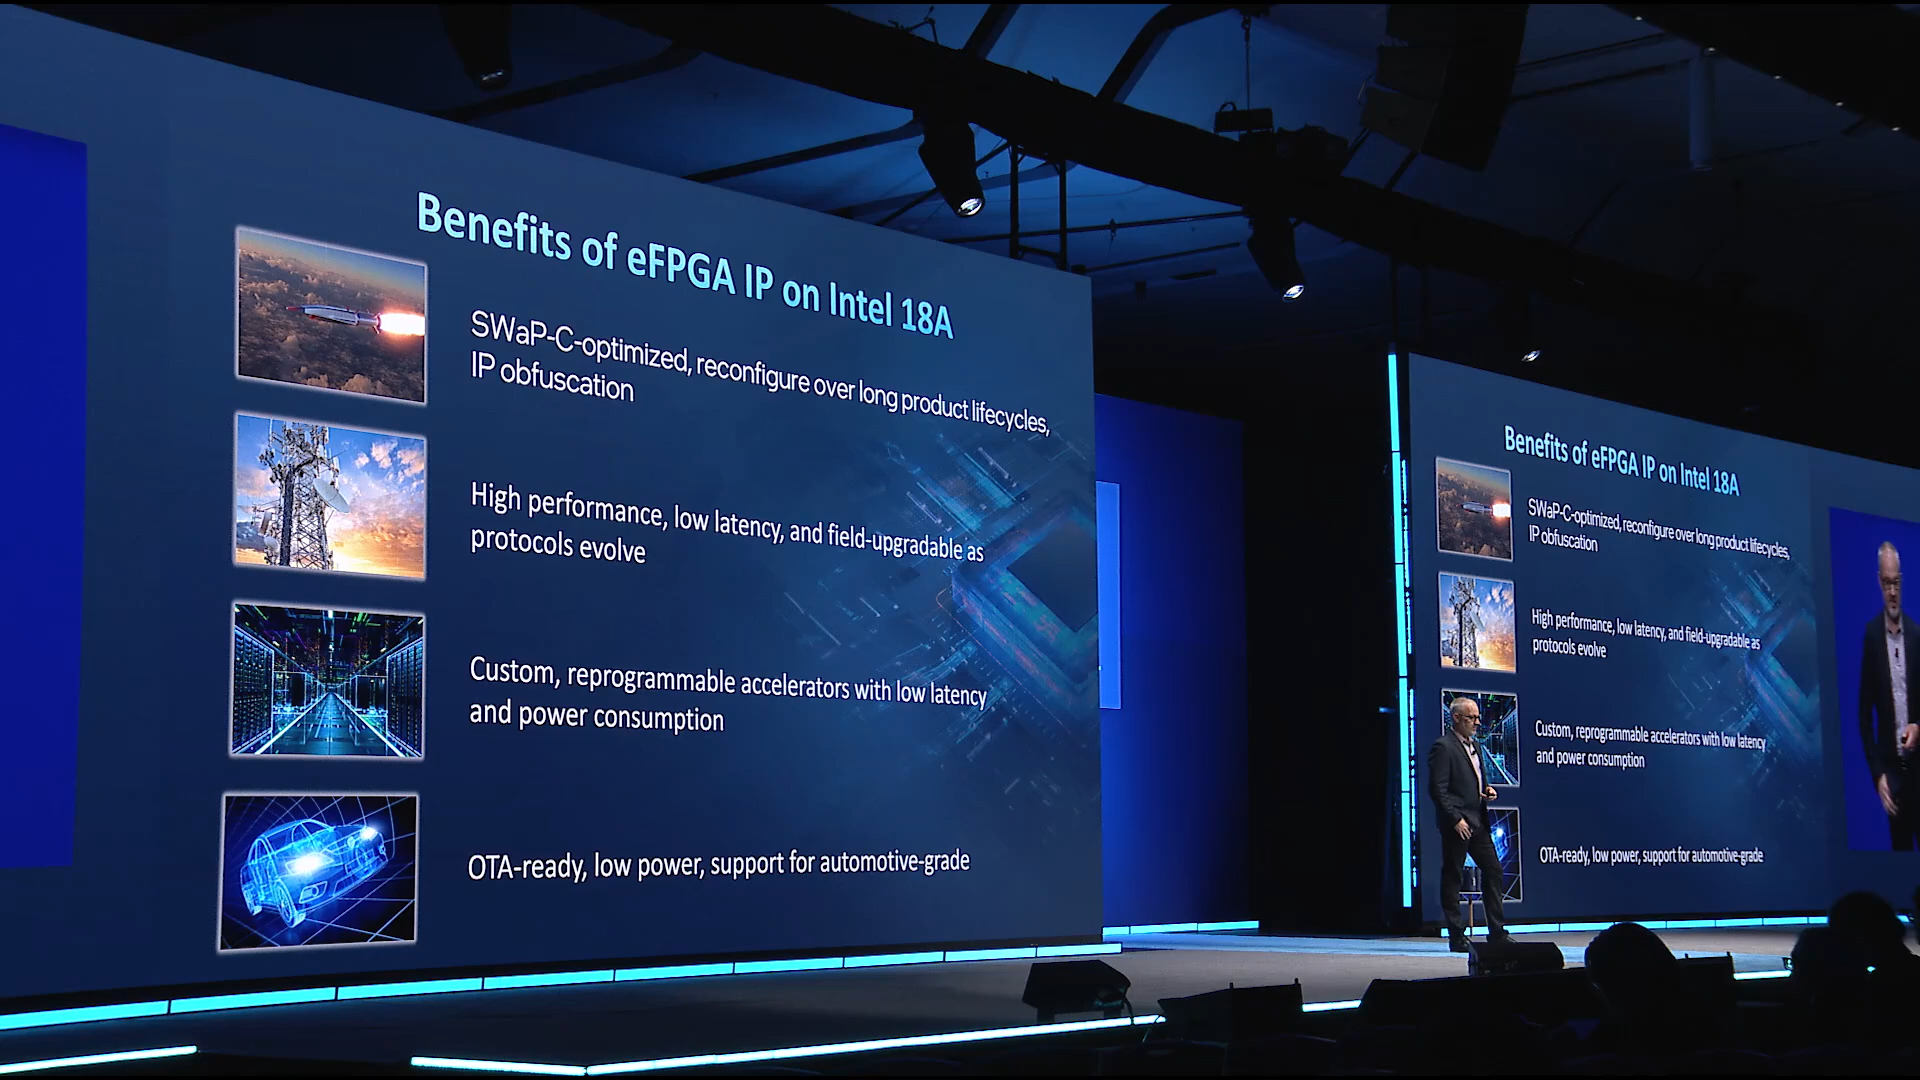 Benefits of eFPGA IP on Intel 18A
SWaP-C-optimized, reconfigure over long product lifecycles,
IP obfuscation
High performance, low latency, and field-upgradable as
protocols evolve
Custom, reprogrammable accelerators with low latency
and power consumption
OTA-ready, low power, support for automotive-grade
Benefits of eFPGA IP on Intel 18A
SWaP-C-optimized, reconfigure over long product lifecycles,
IP obfuscation
High performance, low latency, and field-upgradable as
protocols evolve
Custom, reprogrammable accelerators with low latency
and power consumption
OTA-ready, low power, support for automotive-grade